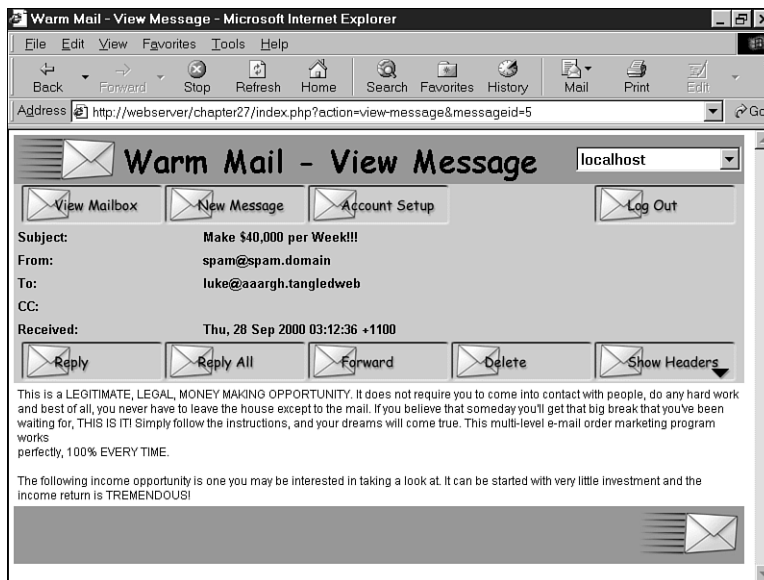 Warm Mail - View Message - Microsoft Internet Explorer
File Edit View Favorites Tools Help
Back Forward Stop Refresh Home Search Favorites History Mail Print Edit
Address http://webserver/chapter27/index.php?action=view-message&messageid=5 Go
Warm Mail - View Message localhost
View Mailbox New Message Account Setup Log Out
Subject: Make $40,000 per Week!!!
From: spam@spam.domain
To: luke@aaargh.tangledweb
CC:
Received: Thu, 28 Sep 2000 03:12:36 +1100
Reply Reply All Forward Delete Show Headers
This is a LEGITIMATE, LEGAL, MONEY MAKING OPPORTUNITY. It does not require you to come into contact with people, do any hard work
and best of all, you never have to leave the house except to the mail. If you believe that someday you'll get that big break that you've been
waiting for, THIS IS IT! Simply follow the instructions, and your dreams will come true. This multi-level e-mail order marketing program
works
perfectly, 100% EVERY TIME.
The following income opportunity is one you may be interested in taking a look at. It can be started with very little investment and the
income return is TREMENDOUS!